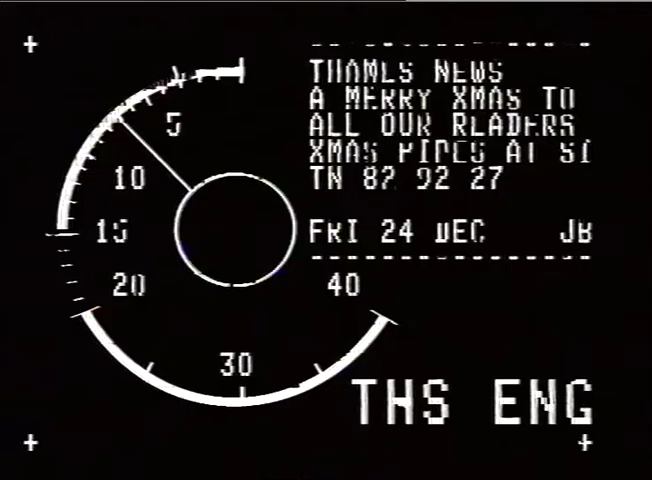 THAMES NEWS
A MERRY XMAS TO
ALL OUR READERS
XMAS PIPES AT SI
TN 82 92 27
FRI 24 DEC JB
5
10
15
20
30
40
THS ENG